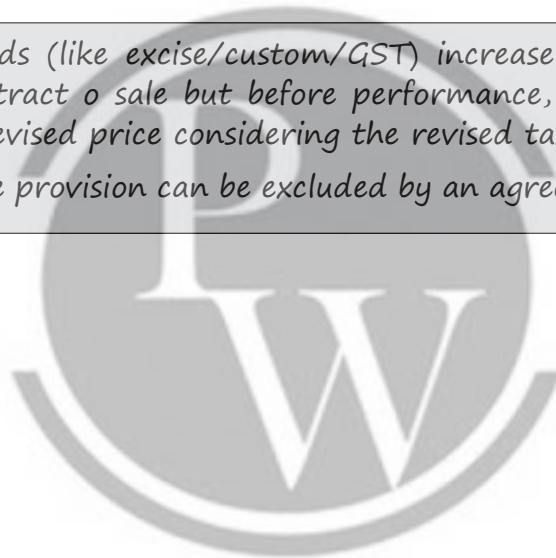 ds (like excise/custom/GST) increase
tract o sale but before performance,
evised price considering the revised ta
e provision can be excluded by an agre
PW